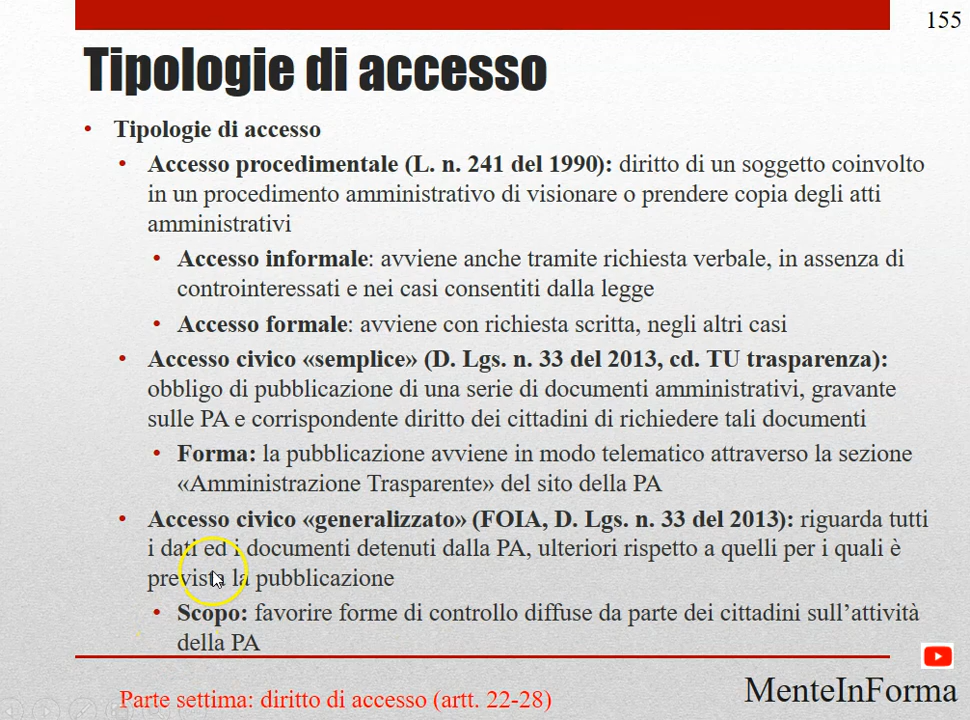 155
Tipologie di accesso
• Tipologie di accesso
• Accesso procedimentale (L. n. 241 del 1990): diritto di un soggetto coinvolto
in un procedimento amministrativo di visionare o prendere copia degli atti
amministrativi
• Accesso informale: avviene anche tramite richiesta verbale, in assenza di
controinteressati e nei casi consentiti dalla legge
• Accesso formale: avviene con richiesta scritta, negli altri casi
• Accesso civico «semplice» (D. Lgs. n. 33 del 2013, cd. TU trasparenza):
obbligo di pubblicazione di una serie di documenti amministrativi, gravante
sulle PA e corrispondente diritto dei cittadini di richiedere tali documenti
• Forma: la pubblicazione avviene in modo telematico attraverso la sezione
«Amministrazione Trasparente» del sito della PA
• Accesso civico «generalizzato» (FOIA, D. Lgs. n. 33 del 2013): riguarda tutti
i dati ed i documenti detenuti dalla PA, ulteriori rispetto a quelli per i quali è
prevista la pubblicazione
• Scopo: favorire forme di controllo diffuse da parte dei cittadini sull’attività
della PA
Parte settima: diritto di accesso (artt. 22-28)
MenteInForma